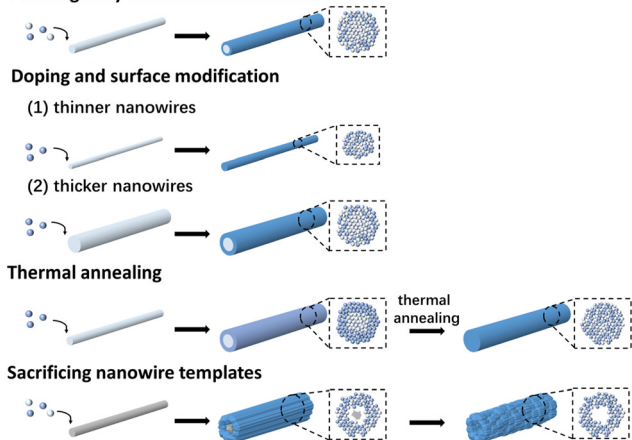 Doping and surface modification
(1) thinner nanowires
(2) thicker nanowires
Thermal annealing
thermal
annealing
Sacrificing nanowire templates